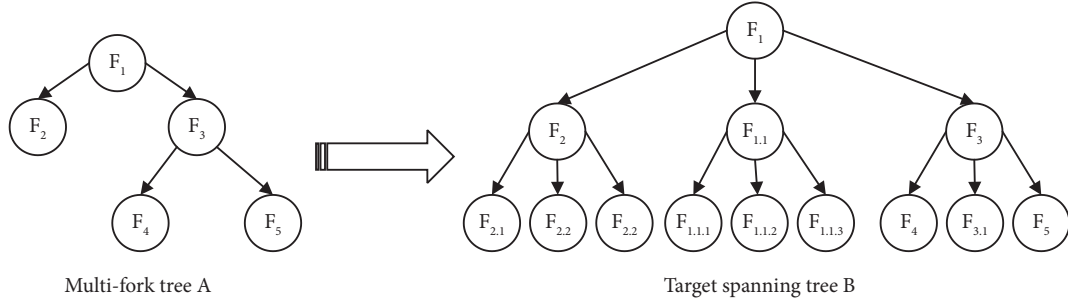 F1
F2
F3
F4
F5
Multi-fork tree A
F1
F2
F1.1
F3
F2.1
F2.2
F2.2
F1.1.1
F1.1.2
F1.1.3
F4
F3.1
F5
Target spanning tree B